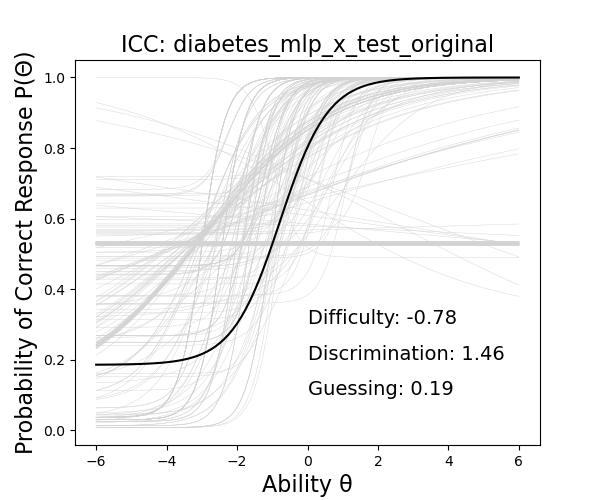 ICC: diabetes_mlp_x_test_original
Probability of Correct Response P(Θ)
1.0
0.8
0.6
0.4
0.2
0.0
Difficulty: -0.78
Discrimination: 1.46
Guessing: 0.19
−6 −4 −2 0 2 4 6
Ability θ